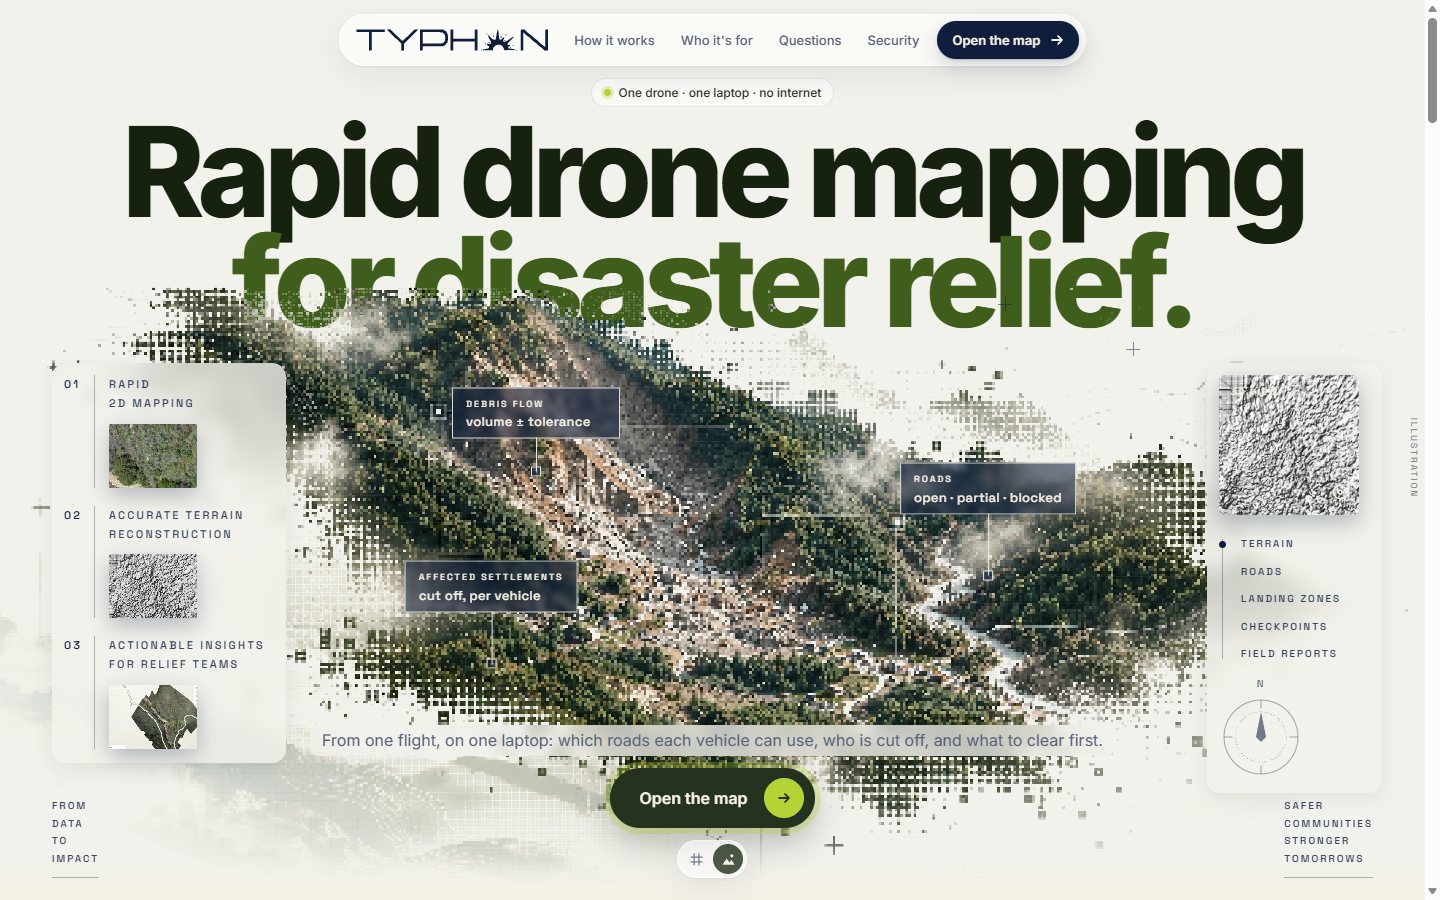 TYPHON
How it works
Who it's for
Questions
Security
Open the map
One drone · one laptop · no internet
Rapid drone mapping
for disaster relief.
01
RAPID
2D MAPPING
02
ACCURATE TERRAIN
RECONSTRUCTION
03
ACTIONABLE INSIGHTS
FOR RELIEF TEAMS
DEBRIS FLOW
volume ± tolerance
ROADS
open · partial · blocked
AFFECTED SETTLEMENTS
cut off, per vehicle
TERRAIN
ROADS
LANDING ZONES
CHECKPOINTS
FIELD REPORTS
N
ILLUSTRATION
From one flight, on one laptop: which roads each vehicle can use, who is cut off, and what to clear first.
Open the map
FROM
DATA
TO
IMPACT
SAFER
COMMUNITIES
STRONGER
TOMORROWS